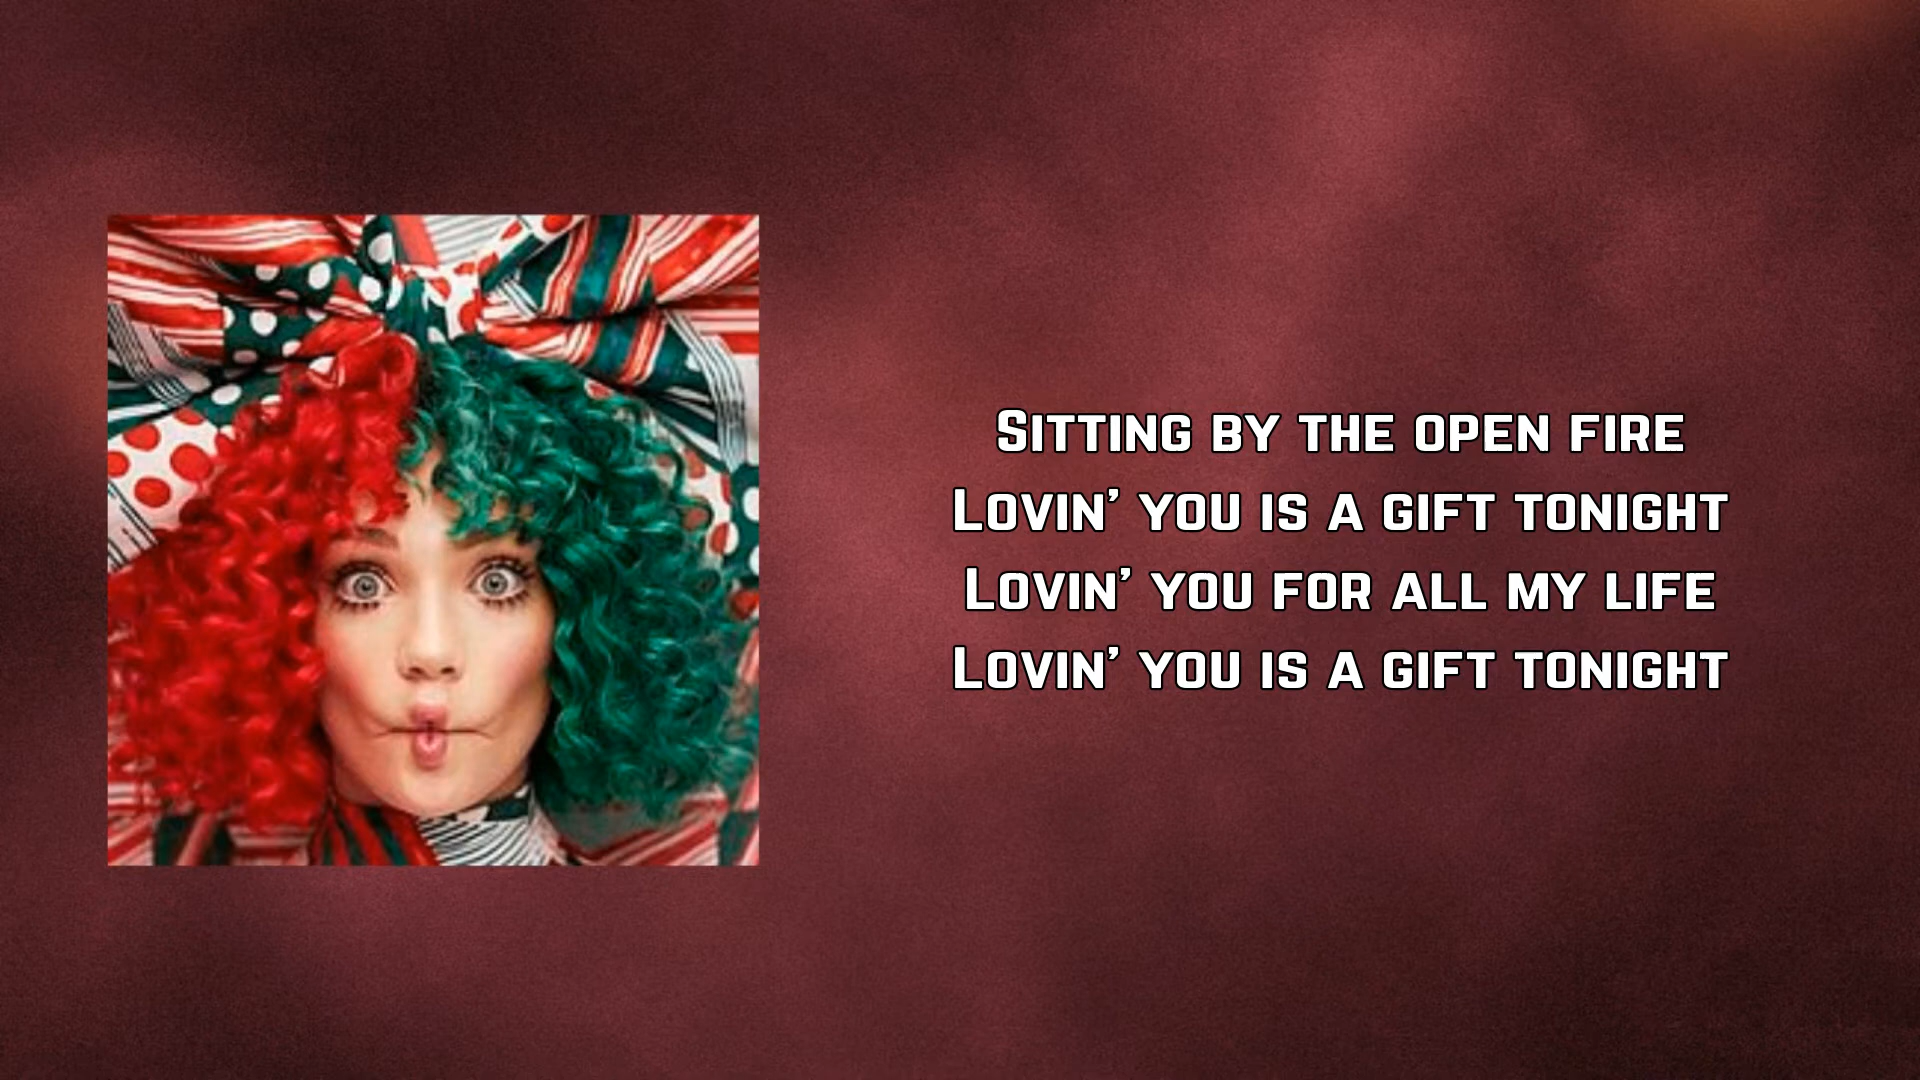 Sitting by the open fire
Lovin’ you is a gift tonight
Lovin’ you for all my life
Lovin’ you is a gift tonight